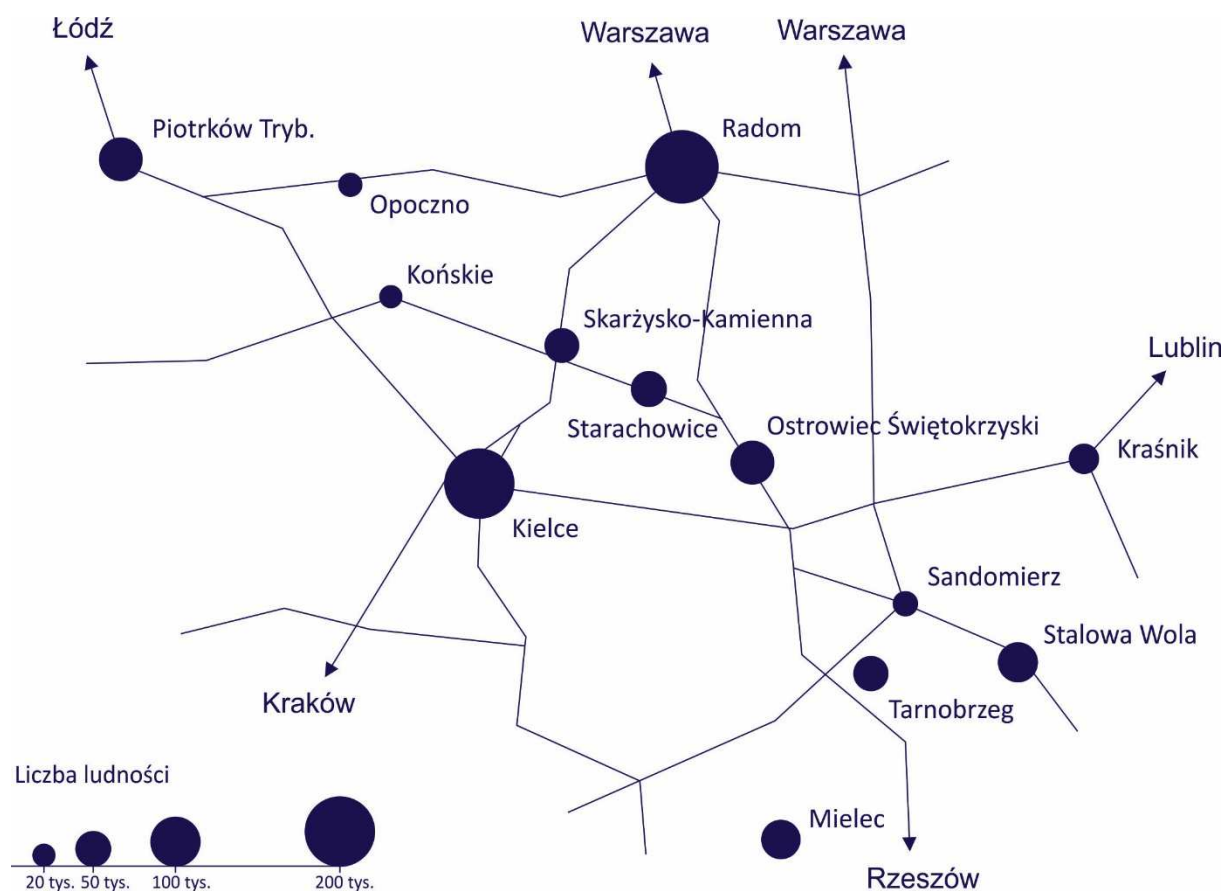 Łódź
Warszawa
Warszawa
Piotrków Tryb.
Radom
Opoczno
Końskie
Skarżysko-Kamienna
Lublin
Starachowice
Ostrowiec Świętokrzyski
Kraśnik
Kielce
Sandomierz
Stalowa Wola
Kraków
Tarnobrzeg
Liczba ludności
Mielec
20 tys. 50 tys. 100 tys. 200 tys.
Rzeszów